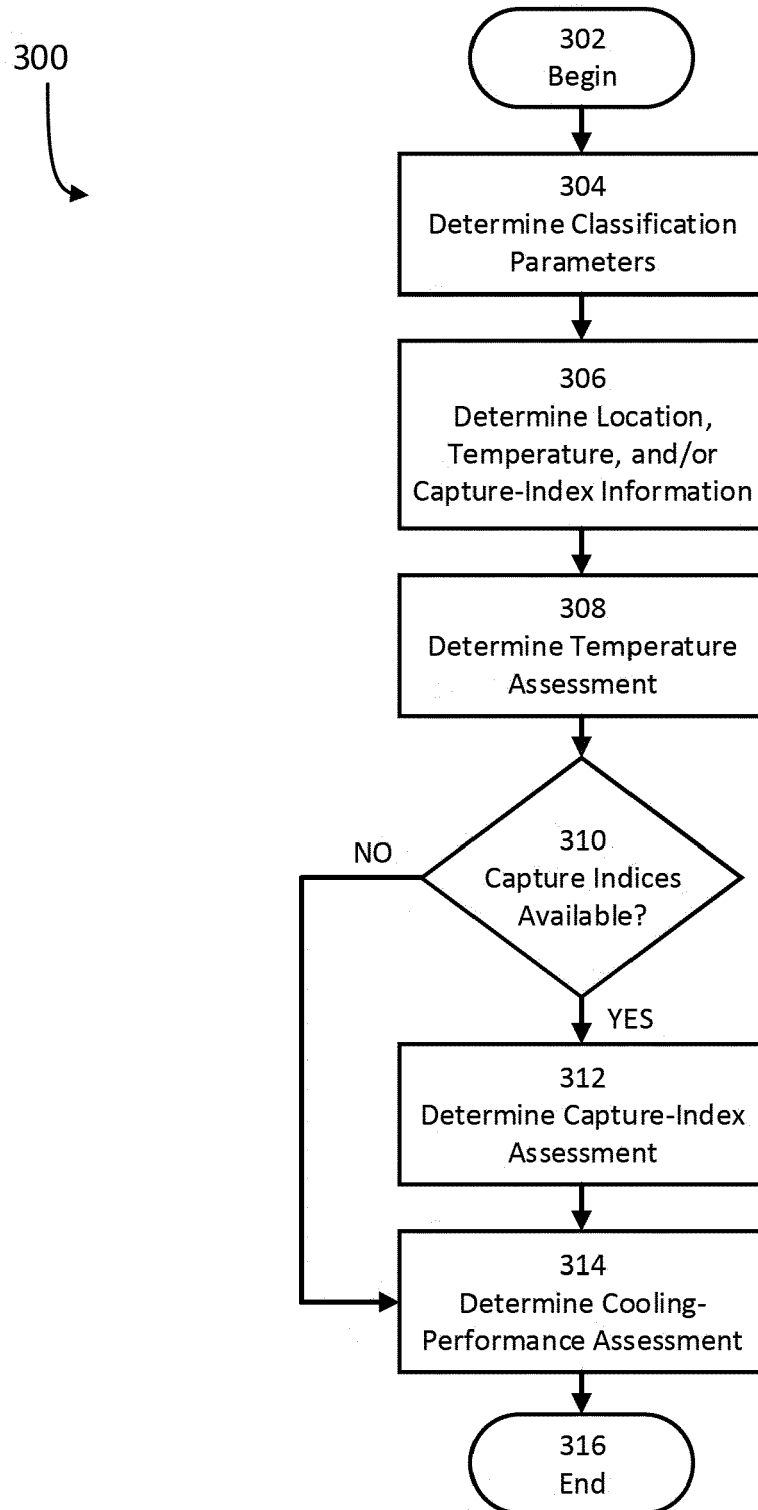 300
302
Begin
304
Determine Classification
Parameters
306
Determine Location,
Temperature, and/or
Capture-Index Information
308
Determine Temperature
Assessment
310
Capture Indices
Available?
NO
YES
312
Determine Capture-Index
Assessment
314
Determine Cooling-
Performance Assessment
316
End